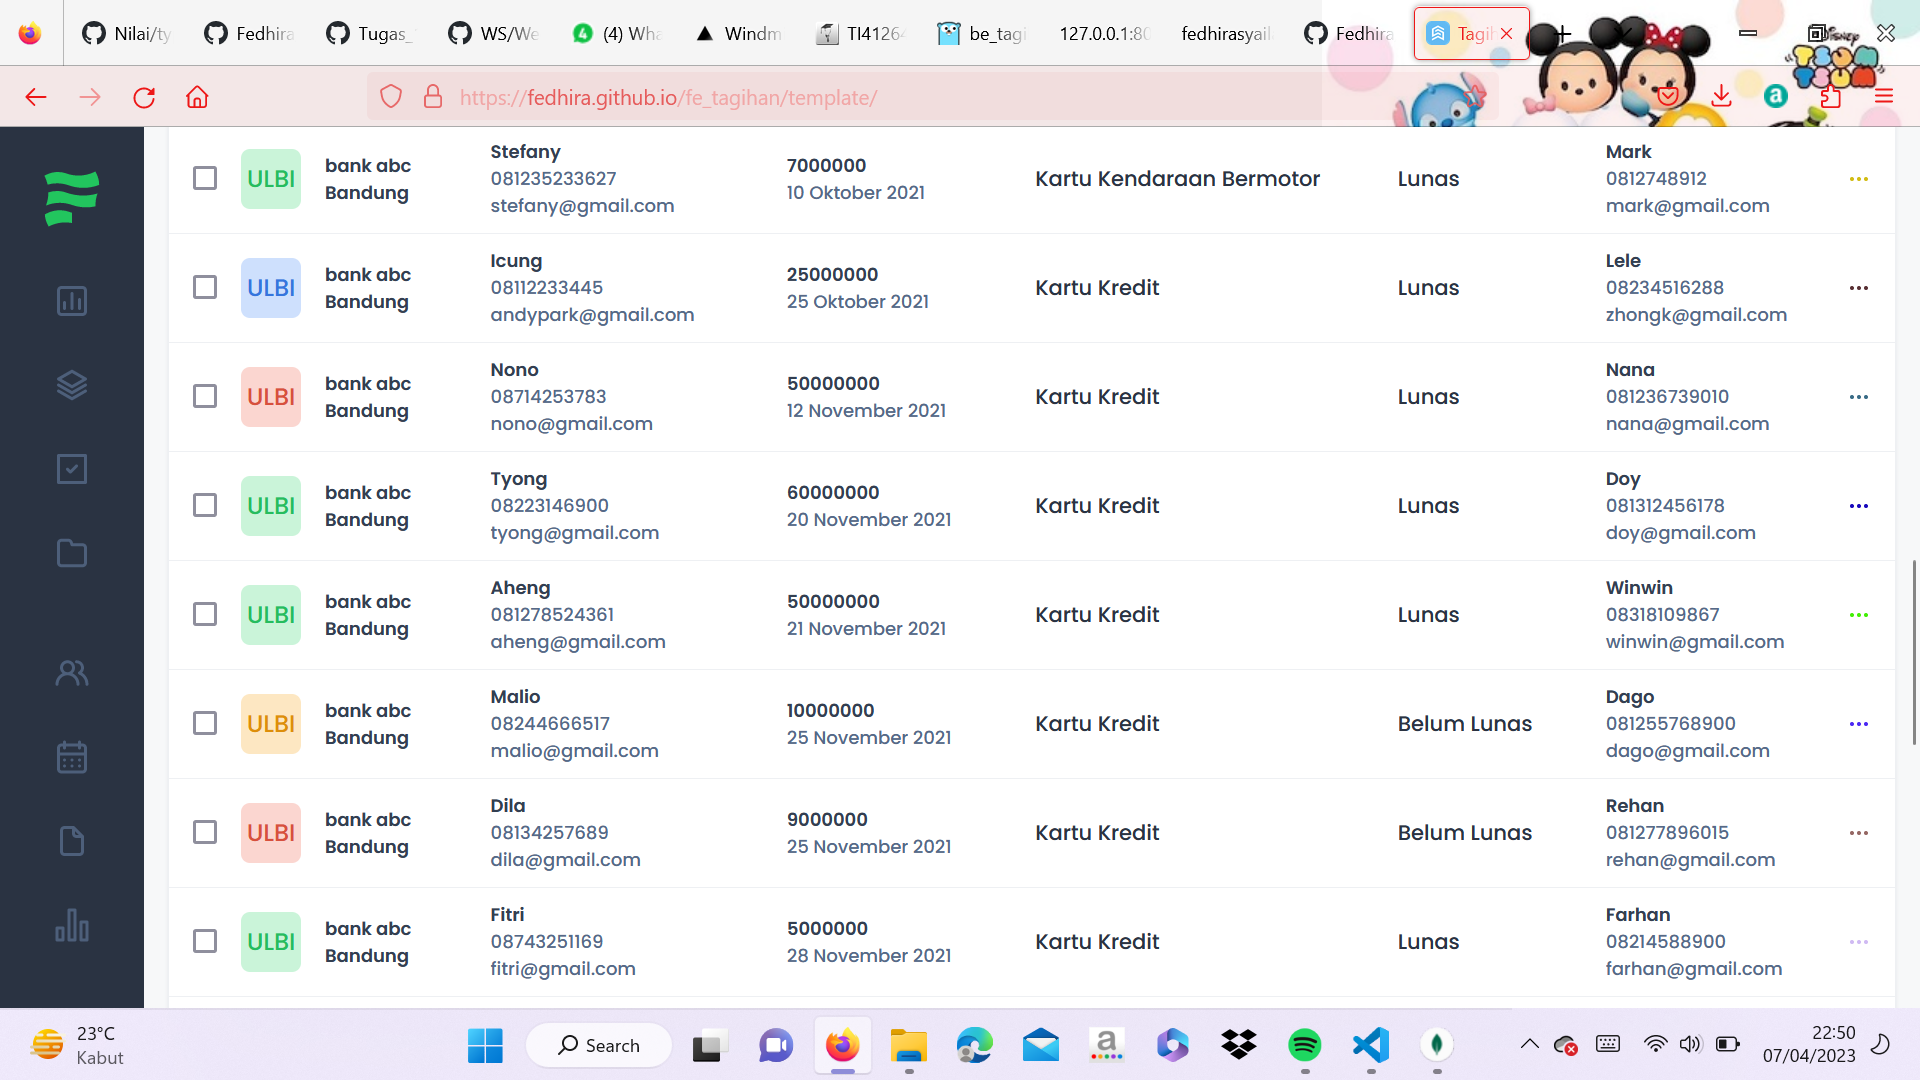 Nilai/ty
Fedhira
Tugas_
WS/We
(4) Wha
Windm
TI4126
be_tagi
127.0.0.1:80
fedhirasyail
Fedhira
Tagih
https://fedhira.github.io/fe_tagihan/template/
Disney
TSUM
TSUM
ULBI
bank abc
Bandung
Stefany
081235233627
stefany@gmail.com
7000000
10 Oktober 2021
Kartu Kendaraan Bermotor
Lunas
Mark
0812748912
mark@gmail.com
ULBI
bank abc
Bandung
Icung
08112233445
andypark@gmail.com
25000000
25 Oktober 2021
Kartu Kredit
Lunas
Lele
08234516288
zhongk@gmail.com
ULBI
bank abc
Bandung
Nono
08714253783
nono@gmail.com
50000000
12 November 2021
Kartu Kredit
Lunas
Nana
081236739010
nana@gmail.com
ULBI
bank abc
Bandung
Tyong
08223146900
tyong@gmail.com
60000000
20 November 2021
Kartu Kredit
Lunas
Doy
081312456178
doy@gmail.com
ULBI
bank abc
Bandung
Aheng
081278524361
aheng@gmail.com
50000000
21 November 2021
Kartu Kredit
Lunas
Winwin
08318109867
winwin@gmail.com
ULBI
bank abc
Bandung
Malio
08244666517
malio@gmail.com
10000000
25 November 2021
Kartu Kredit
Belum Lunas
Dago
081255768900
dago@gmail.com
ULBI
bank abc
Bandung
Dila
08134257689
dila@gmail.com
9000000
25 November 2021
Kartu Kredit
Belum Lunas
Rehan
081277896015
rehan@gmail.com
ULBI
bank abc
Bandung
Fitri
08743251169
fitri@gmail.com
5000000
28 November 2021
Kartu Kredit
Lunas
Farhan
08214588900
farhan@gmail.com
23°C
Kabut
Search
22:50
07/04/2023